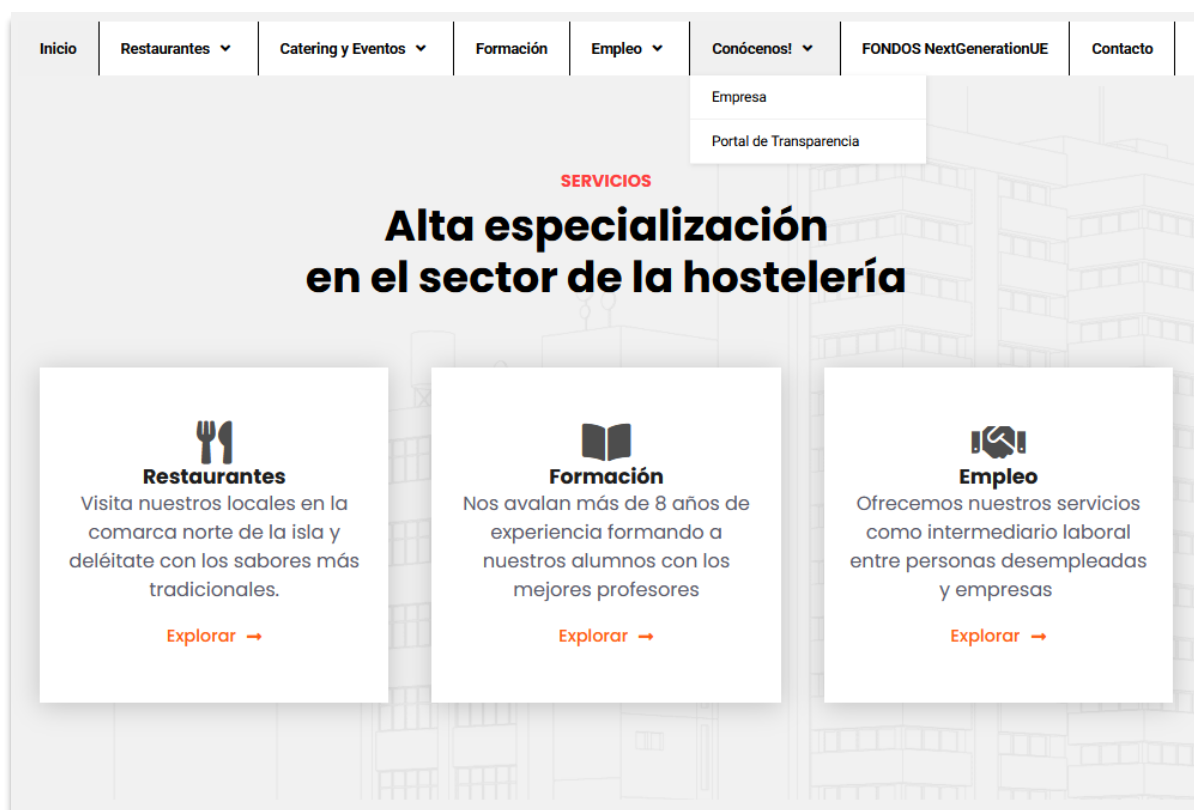 Inicio
Restaurantes
Catering y Eventos
Formación
Empleo
Conócenos!
FONDOS NextGenerationUE
Contacto
Empresa
Portal de Transparencia
SERVICIOS
Alta especialización
en el sector de la hostelería
Restaurantes
Visita nuestros locales en la
comarca norte de la isla y
deléitate con los sabores más
tradicionales.
Explorar →
Formación
Nos avalan más de 8 años de
experiencia formando a
nuestros alumnos con los
mejores profesores
Explorar →
Empleo
Ofrecemos nuestros servicios
como intermediario laboral
entre personas desempleadas
y empresas
Explorar →